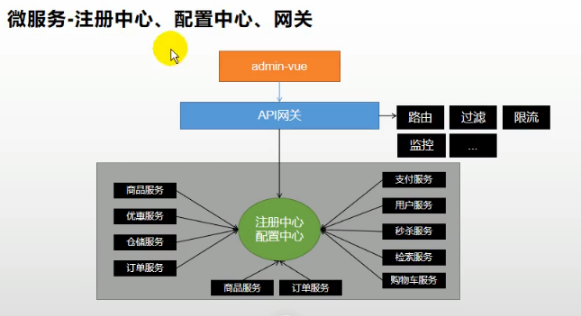 微服务-注册中心、配置中心、网关
admin-vue
API网关
路由
过滤
限流
监控
...
商品服务
优惠服务
仓储服务
订单服务
注册中心
配置中心
支付服务
用户服务
秒杀服务
检索服务
购物车服务
商品服务
订单服务